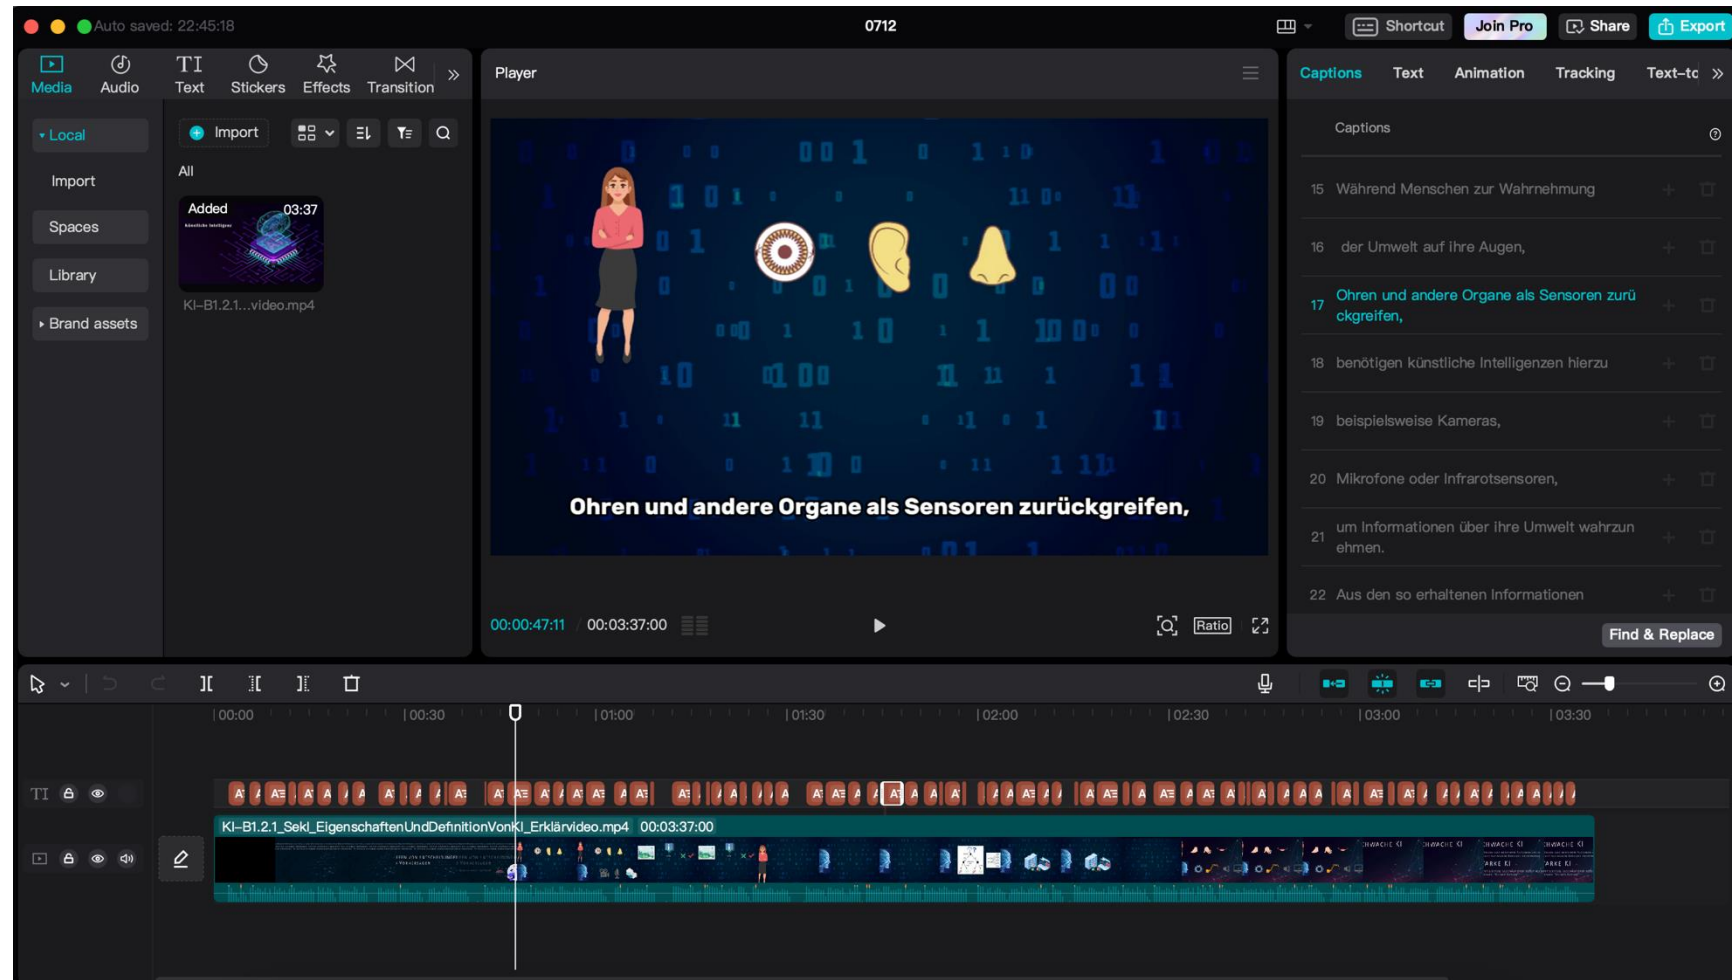 Auto saved: 22:45:18
0712
Shortcut
Join Pro
Share
Export
Media
Audio
TI
Text
Stickers
Effects
Transition
Local
Import
Spaces
Library
Brand assets
Import
All
Added
03:37
Künstliche Intelligenz
KI-B1.2.1...video.mp4
Player
Ohren und andere Organe als Sensoren zurückgreifen,
00:00:47:11
00:03:37:00
Ratio
Captions
Text
Animation
Tracking
Captions
15 Während Menschen zur Wahrnehmung
16 der Umwelt auf ihre Augen,
17 Ohren und andere Organe als Sensoren zurü
ckgreifen,
18 benötigen künstliche Intelligenzen hierzu
19 beispielsweise Kameras,
20 Mikrofone oder Infrarotsensoren,
21 um Informationen über ihre Umwelt wahrzun
ehmen.
22 Aus den so erhaltenen Informationen
Find & Replace
00:00
00:30
01:00
01:30
02:00
02:30
03:00
03:30
TI
KI-B1.2.1_SekI_EigenschaftenUndDefinitionVonKI_Erklärvideo.mp4 00:03:37:00